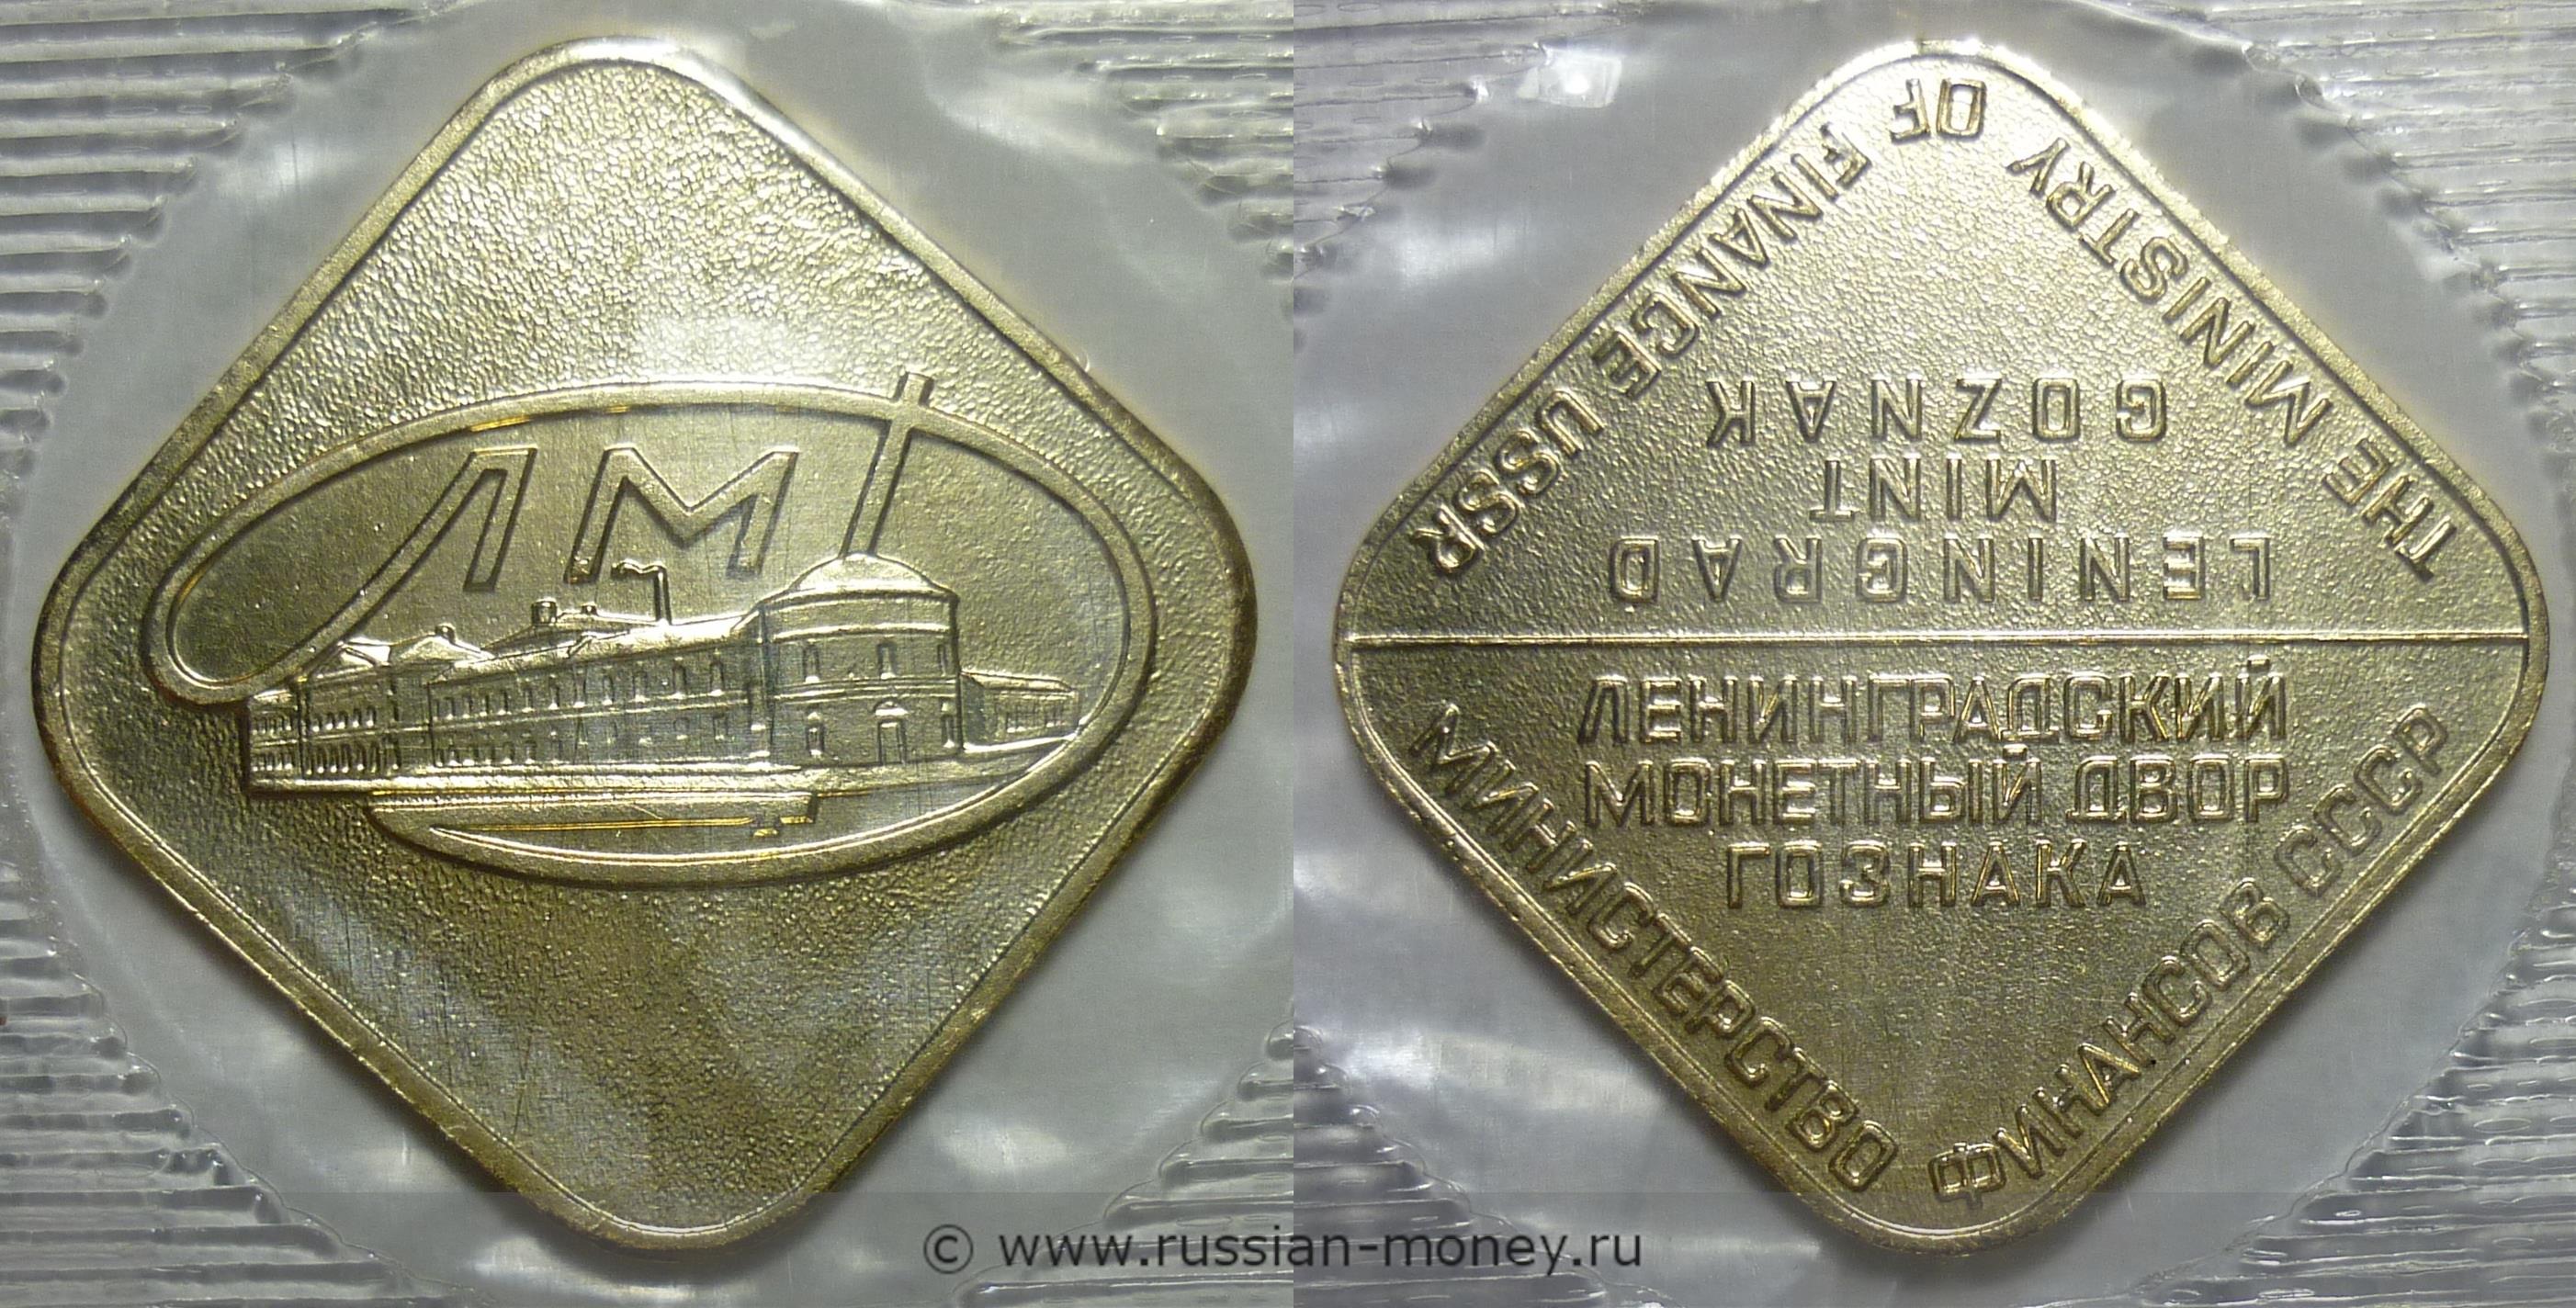 ЛМ
THE MINISTRY OF FINANCE USSR
LENINGRAD
MINT
GOZNAK
ЛЕНИНГРАДСКИЙ
МОНЕТНЫЙ ДВОР
ГОЗНАКА
МИНИСТЕРСТВО ФИНАНСОВ СССР
© www.russian-money.ru